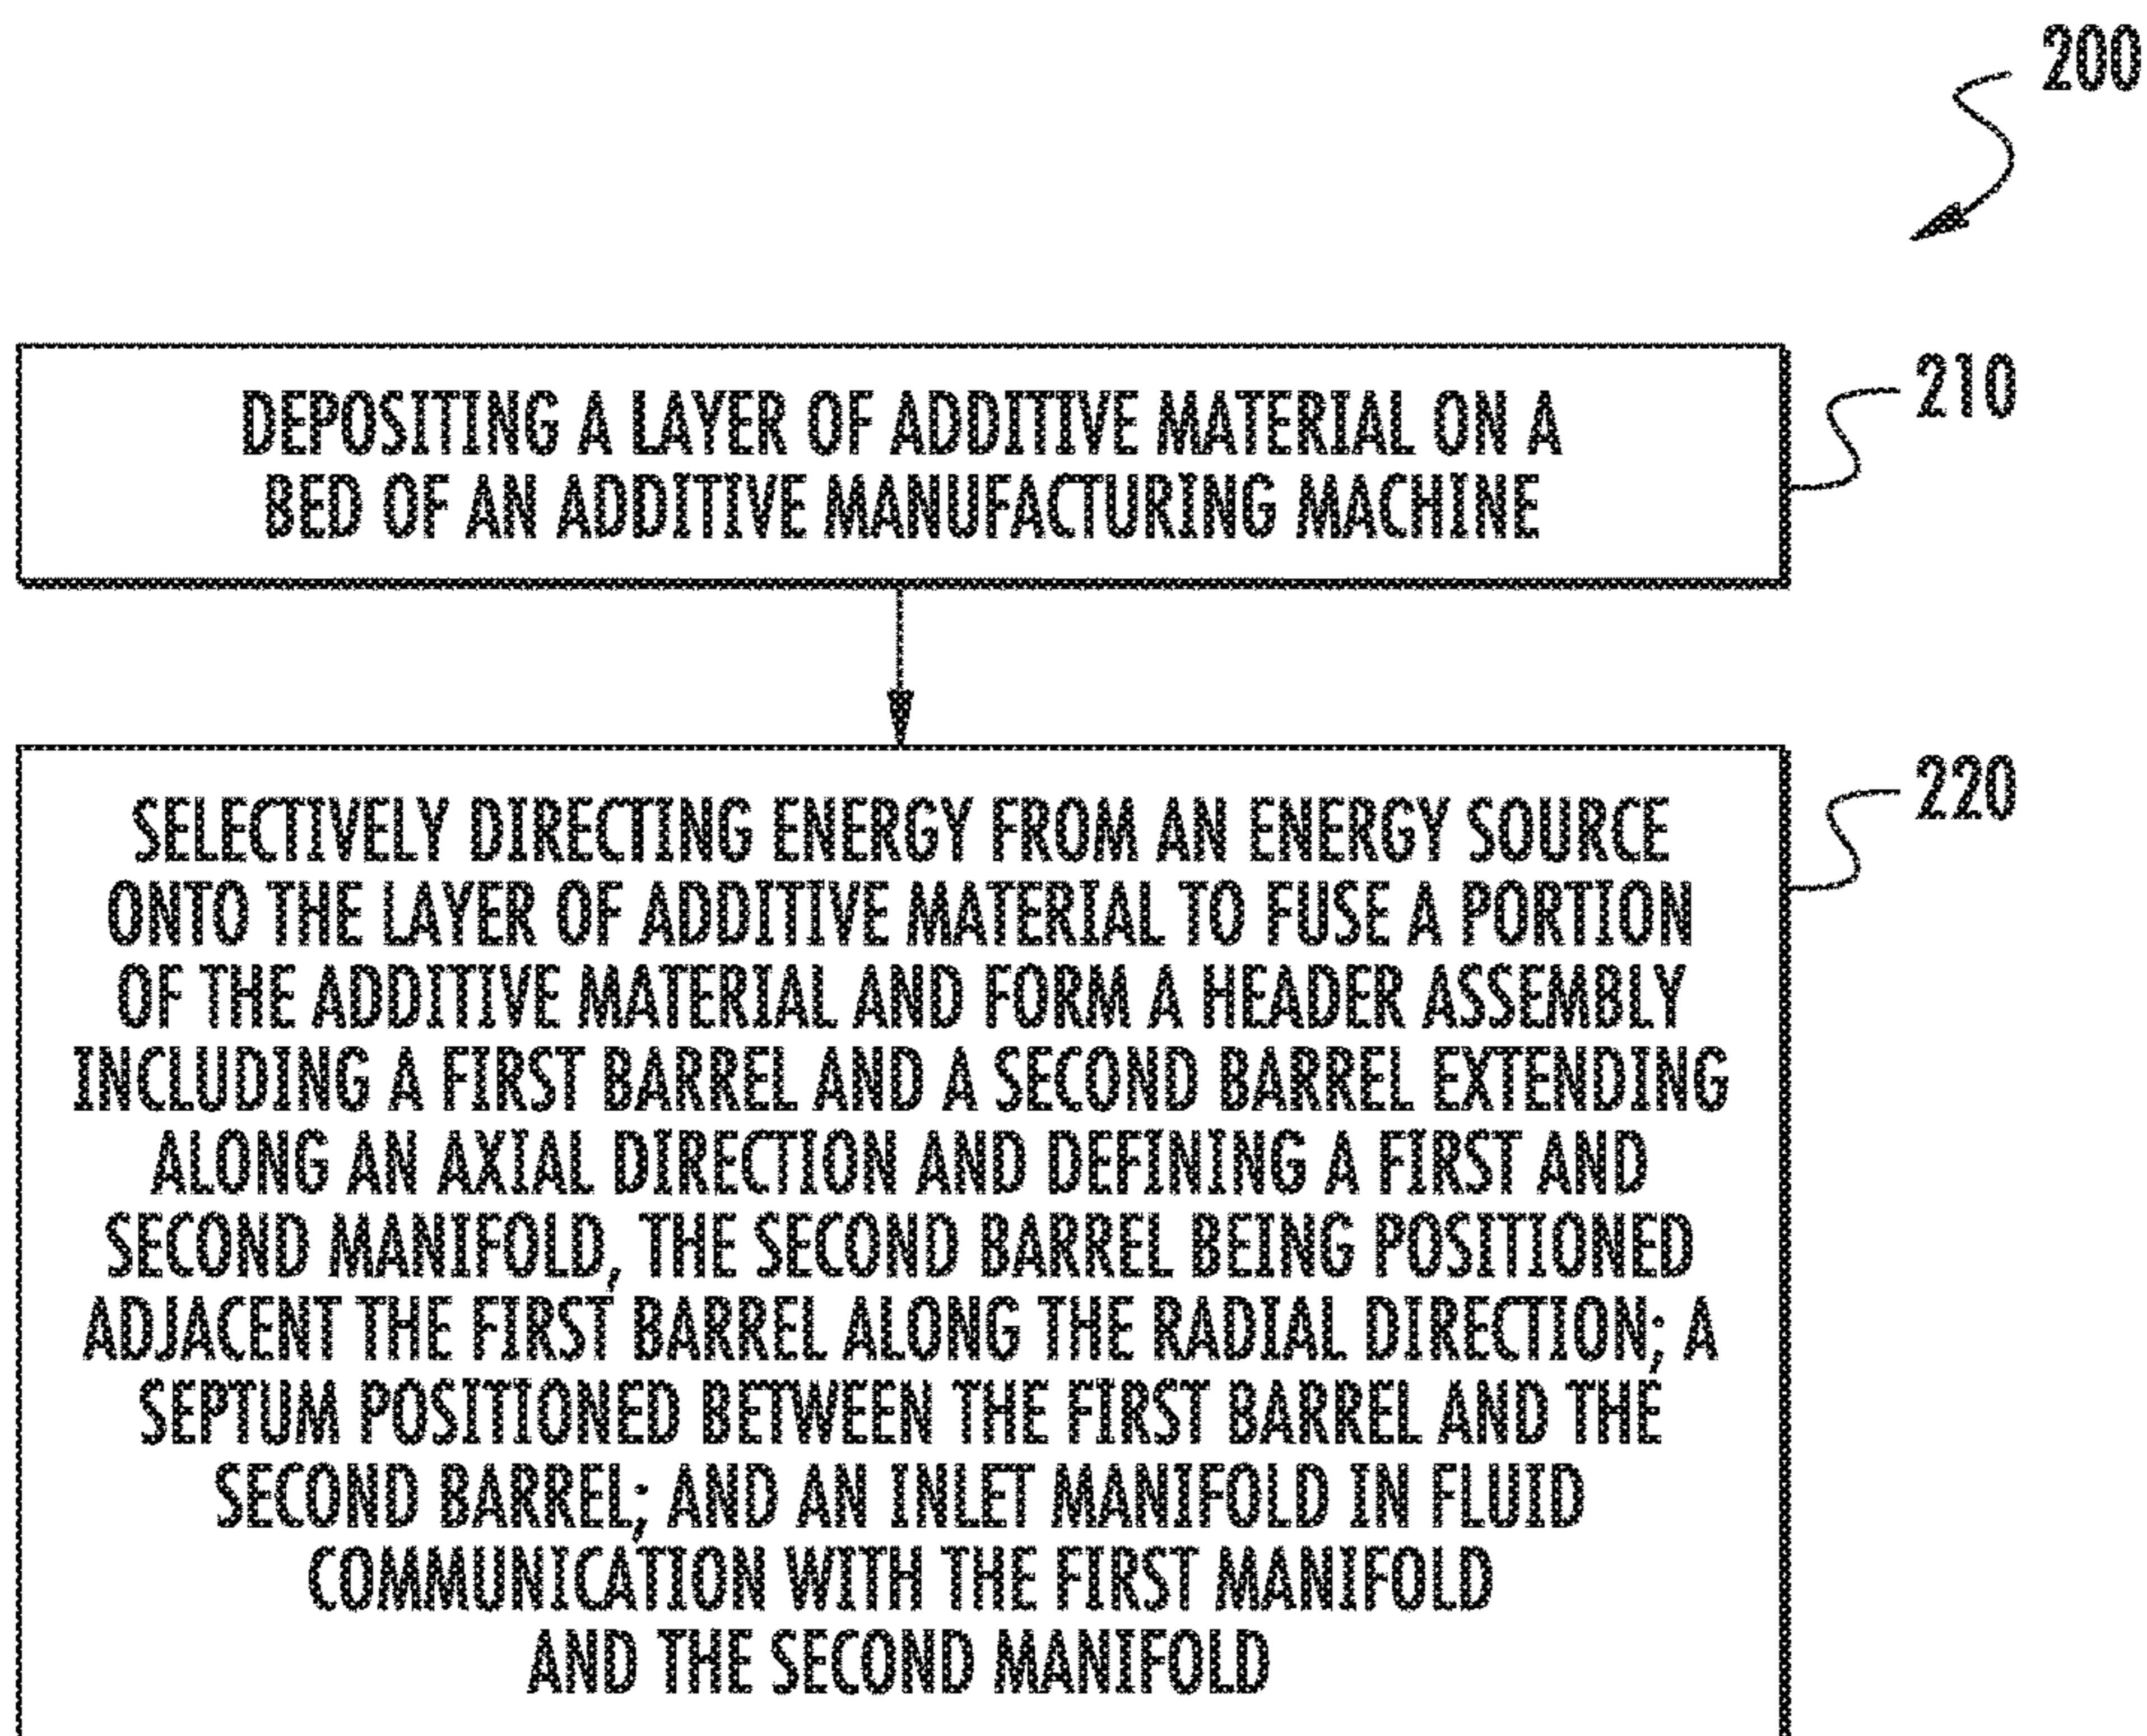 200
DEPOSITING A LAYER OF ADDITIVE MATERIAL ON A
BED OF AN ADDITIVE MANUFACTURING MACHINE
210
SELECTIVELY DIRECTING ENERGY FROM AN ENERGY SOURCE
ONTO THE LAYER OF ADDITIVE MATERIAL TO FUSE A PORTION
OF THE ADDITIVE MATERIAL AND FORM A HEADER ASSEMBLY
INCLUDING A FIRST BARREL AND A SECOND BARREL EXTENDING
ALONG AN AXIAL DIRECTION AND DEFINING A FIRST AND
SECOND MANIFOLD, THE SECOND BARREL BEING POSITIONED
ADJACENT THE FIRST BARREL ALONG THE RADIAL DIRECTION; A
SEPTUM POSITIONED BETWEEN THE FIRST BARREL AND THE
SECOND BARREL; AND AN INLET MANIFOLD IN FLUID
COMMUNICATION WITH THE FIRST MANIFOLD
AND THE SECOND MANIFOLD
220